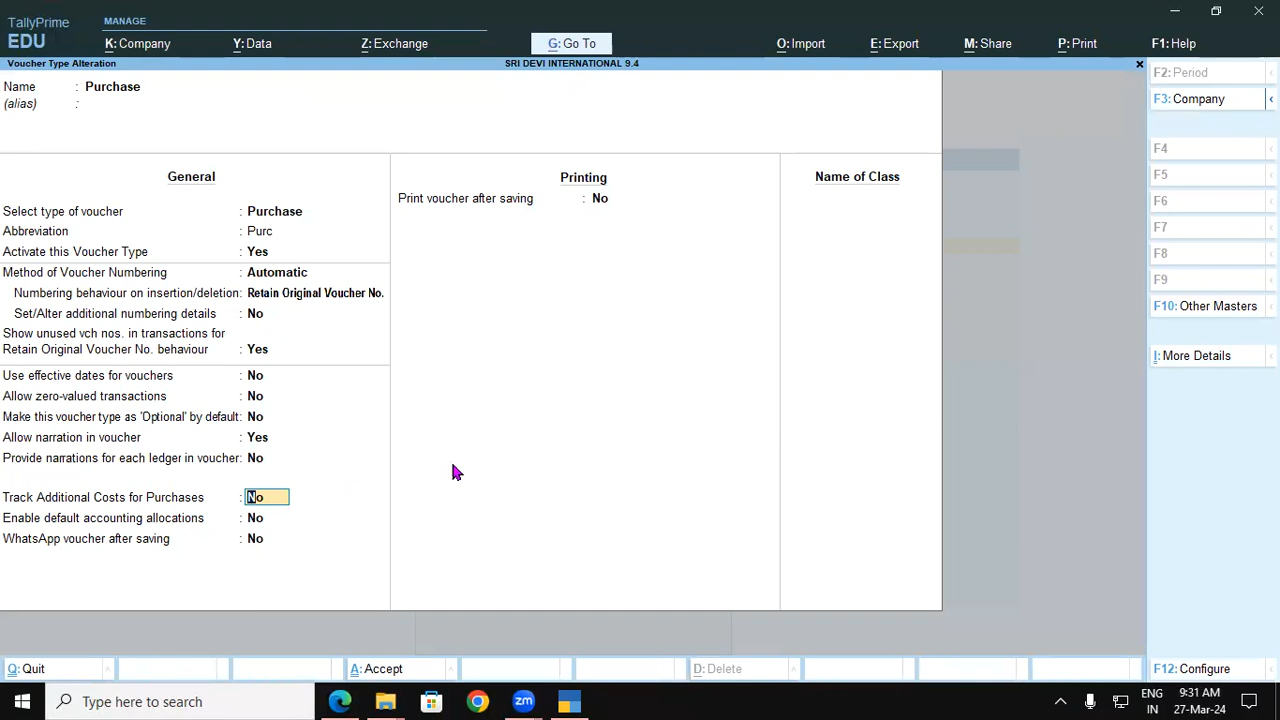 TallyPrime
EDU
MANAGE
K: Company
Y: Data
Z: Exchange
G: Go To
O: Import
E: Export
M: Share
P: Print
F1: Help
Voucher Type Alteration
SRI DEVI INTERNATIONAL 9.4
Name : Purchase
(alias) :
General
Select type of voucher : Purchase
Abbreviation : Purc
Activate this Voucher Type : Yes
Method of Voucher Numbering : Automatic
Numbering behaviour on insertion/deletion: Retain Original Voucher No.
Set/Alter additional numbering details : No
Show unused vch nos. in transactions for
Retain Original Voucher No. behaviour : Yes
Use effective dates for vouchers : No
Allow zero-valued transactions : No
Make this voucher type as 'Optional' by default: No
Allow narration in voucher : Yes
Provide narrations for each ledger in voucher: No
Track Additional Costs for Purchases : No
Enable default accounting allocations : No
WhatsApp voucher after saving : No
Printing
Print voucher after saving : No
Name of Class
F2: Period
F3: Company
F4
F5
F6
F7
F8
F9
F10: Other Masters
I: More Details
Q: Quit
A: Accept
D: Delete
F12: Configure
Type here to search
zm
ENG
IN
9:31 AM
27-Mar-24